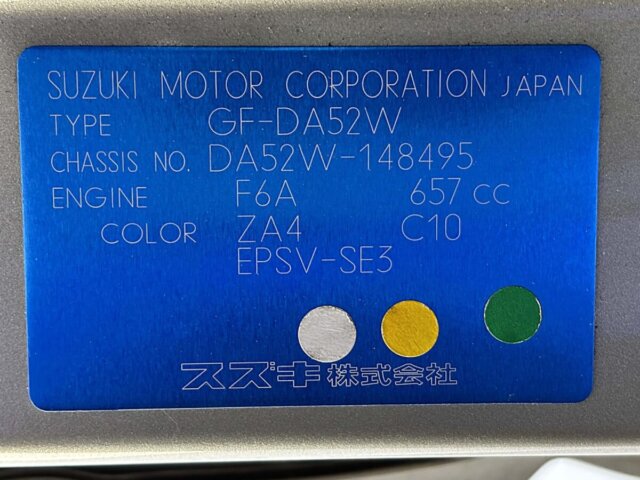 SUZUKI MOTOR CORPORATION JAPAN
TYPE GF-DA52W
CHASSIS NO. DA52W-148495
ENGINE F6A 657 CC
COLOR ZA4 C10
EPSV-SE3
スズキ株式会社